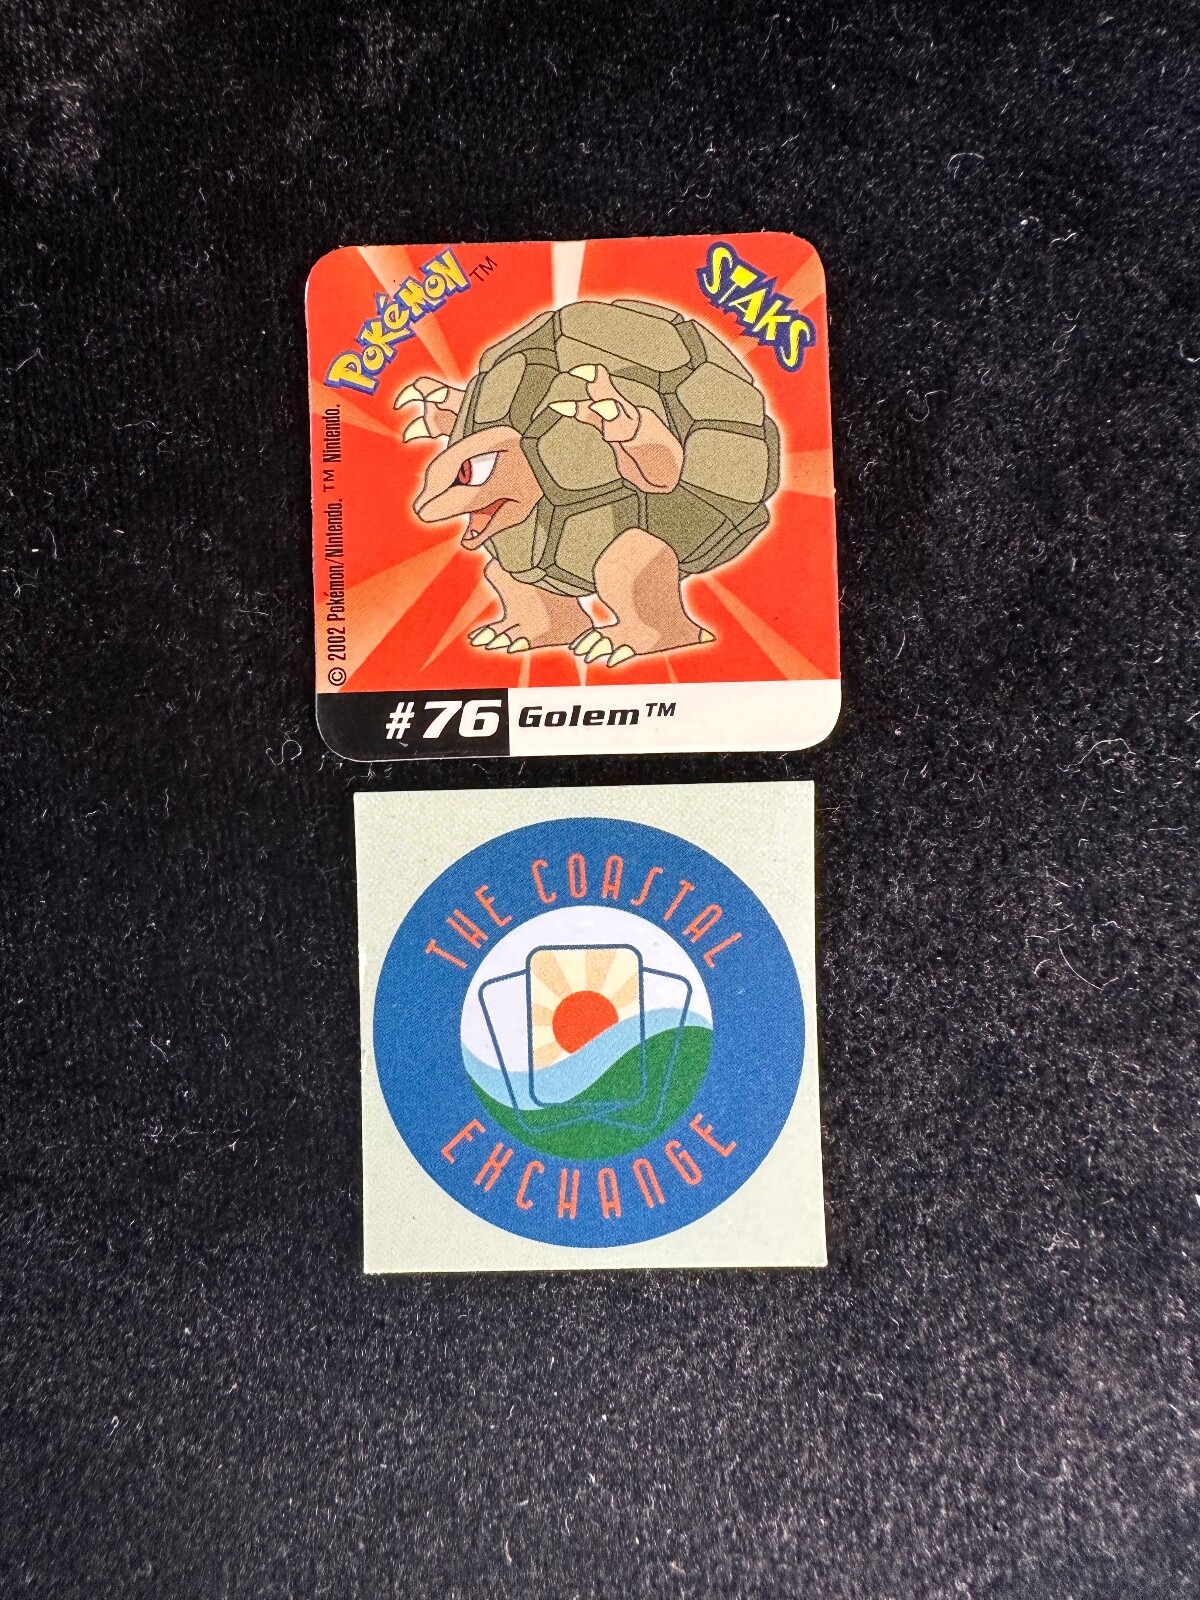 Pokémon™
STAKS
© 2002 Pokémon/Nintendo. ™ Nintendo.
#76 Golem™
THE COASTAL
EXCHANGE